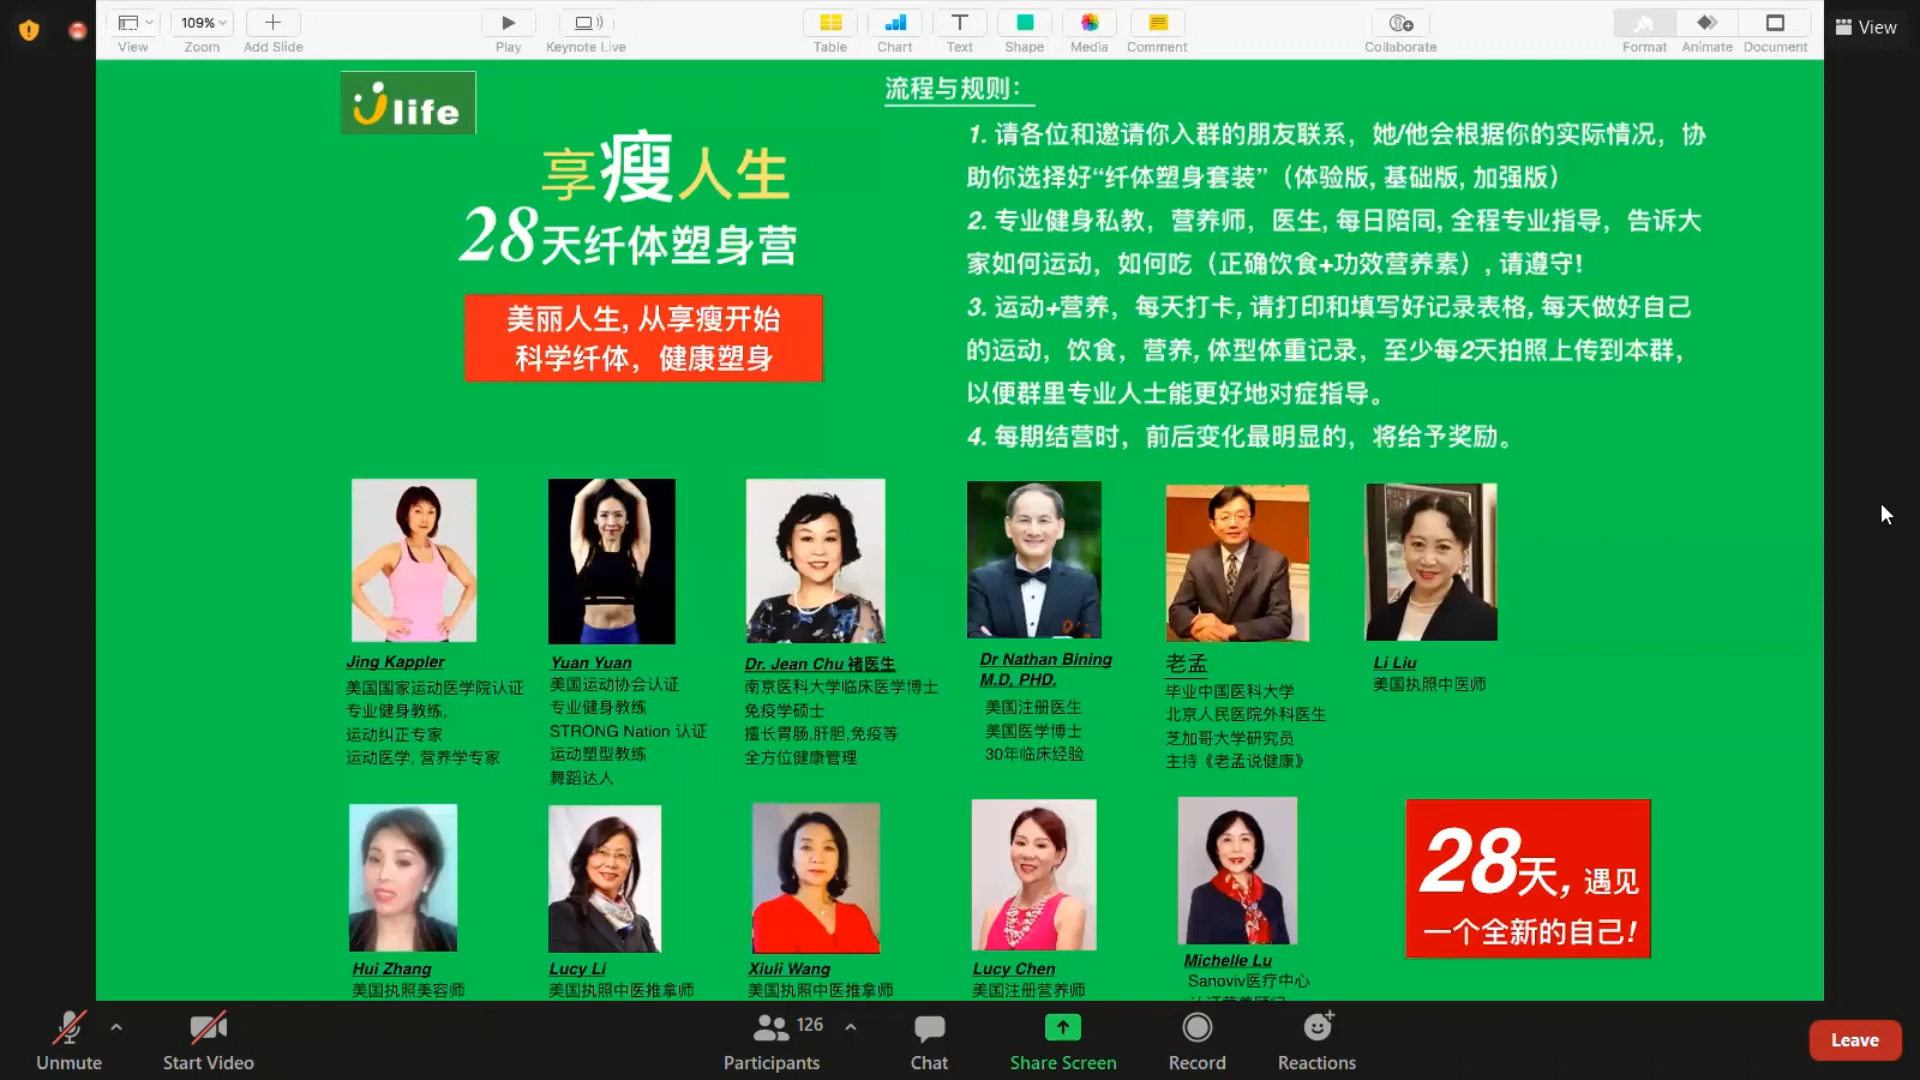 109%
View
Zoom
Add Slide
Play
Keynote Live
Table
Chart
Text
Shape
Media
Comment
Collaborate
Format
Animate
Document
View
Ulife
享瘦人生
28天纤体塑身营
美丽人生, 从享瘦开始
科学纤体，健康塑身
流程与规则：
1. 请各位和邀请你入群的朋友联系，她/他会根据你的实际情况，协
助你选择好“纤体塑身套装”（体验版, 基础版, 加强版）
2. 专业健身私教，营养师，医生, 每日陪同, 全程专业指导，告诉大
家如何运动，如何吃（正确饮食+功效营养素）, 请遵守!
3. 运动+营养，每天打卡, 请打印和填写好记录表格, 每天做好自己
的运动，饮食，营养, 体型体重记录，至少每2天拍照上传到本群，
以便群里专业人士能更好地对症指导。
4. 每期结营时，前后变化最明显的，将给予奖励。
Jing Kappler
美国国家运动医学院认证
专业健身教练,
运动纠正专家
运动医学, 营养学专家
Yuan Yuan
美国运动协会认证
专业健身教练
STRONG Nation 认证
运动塑型教练
舞蹈达人
Dr. Jean Chu 褚医生
南京医科大学临床医学博士
免疫学硕士
擅长胃肠,肝胆,免疫等
全方位健康管理
Dr Nathan Bining
M.D, PHD.
美国注册医生
美国医学博士
30年临床经验
老孟
毕业中国医科大学
北京人民医院外科医生
芝加哥大学研究员
主持《老孟说健康》
Li Liu
美国执照中医师
Hui Zhang
美国执照美容师
Lucy Li
美国执照中医推拿师
Xiuli Wang
美国执照中医推拿师
Lucy Chen
美国注册营养师
Michelle Lu
Sanoviv医疗中心
28天, 遇见
一个全新的自己!
Unmute
Start Video
126
Participants
Chat
Share Screen
Record
Reactions
Leave